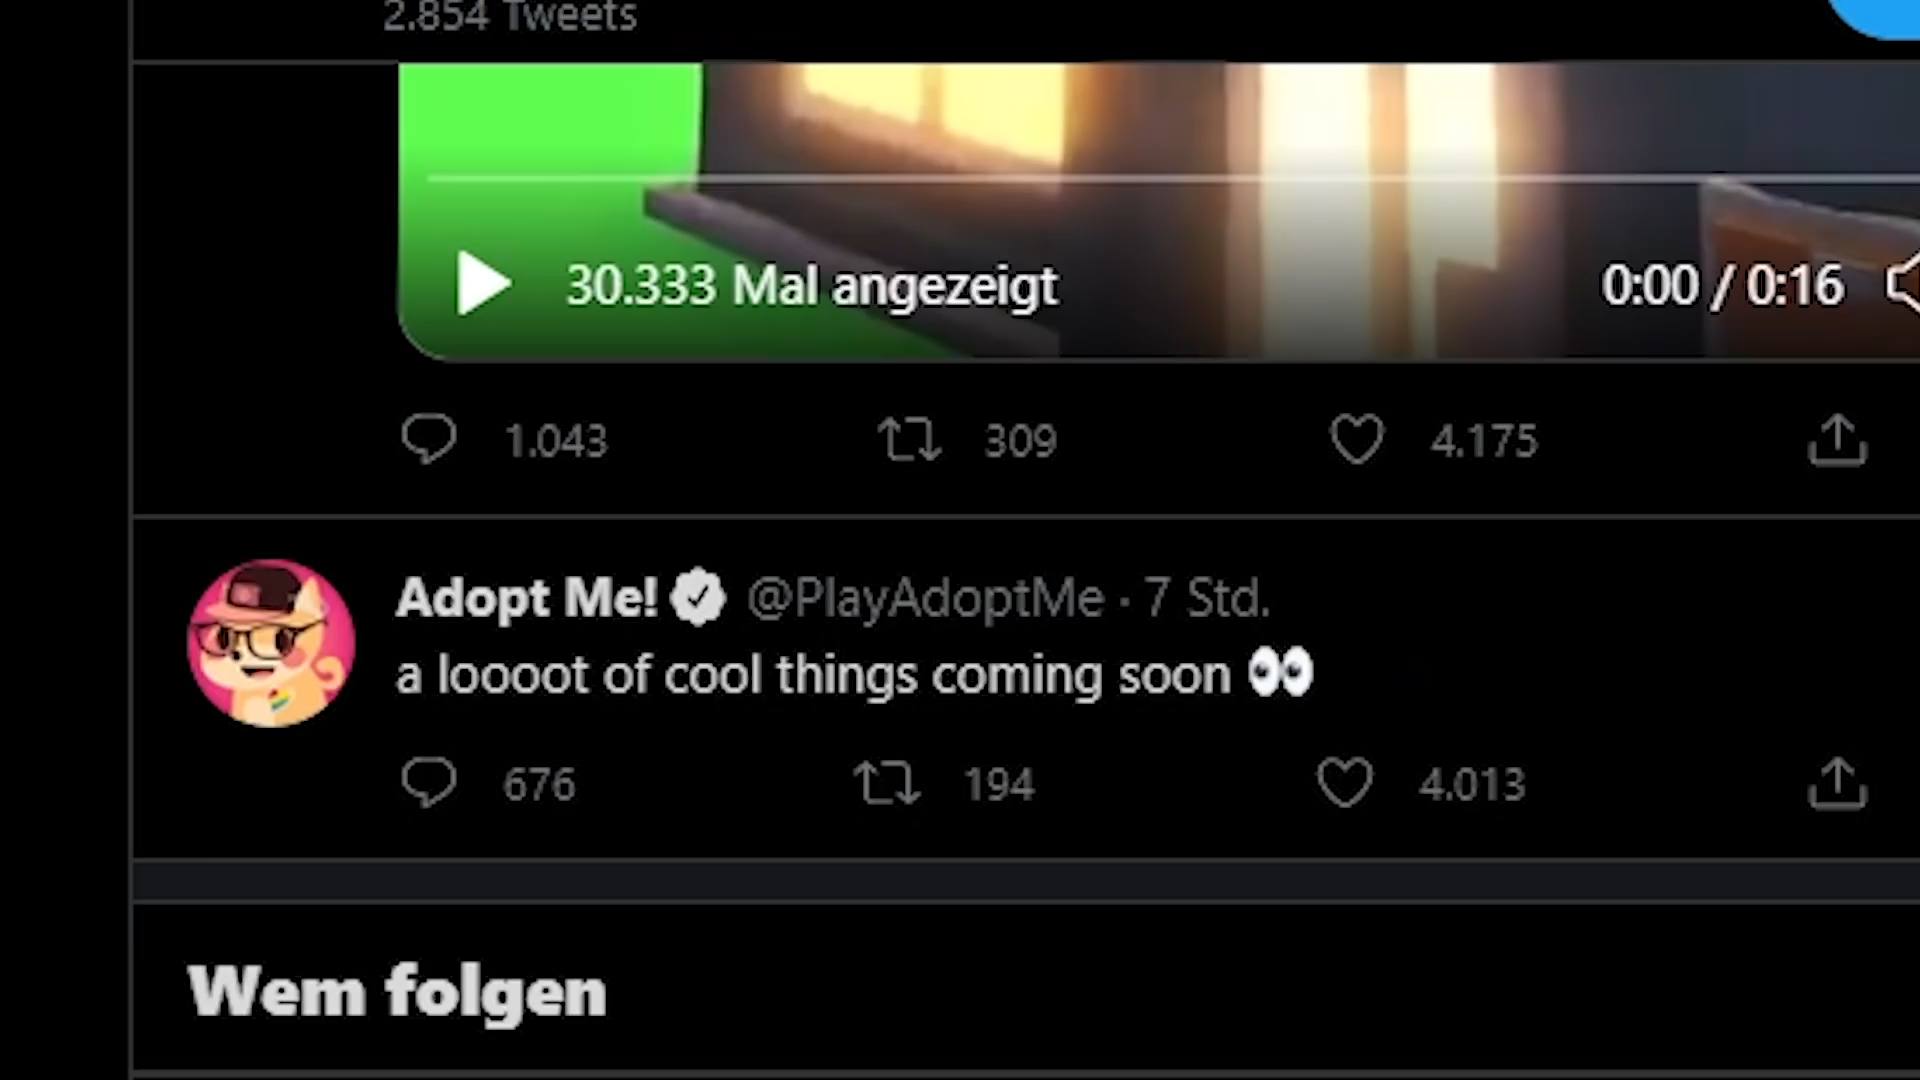 2.854 Tweets
30.333 Mal angezeigt
0:00 / 0:16
1.043 309 4.175
Adopt Me! @PlayAdoptMe · 7 Std.
a loooot of cool things coming soon 👀
676 194 4.013
Wem folgen